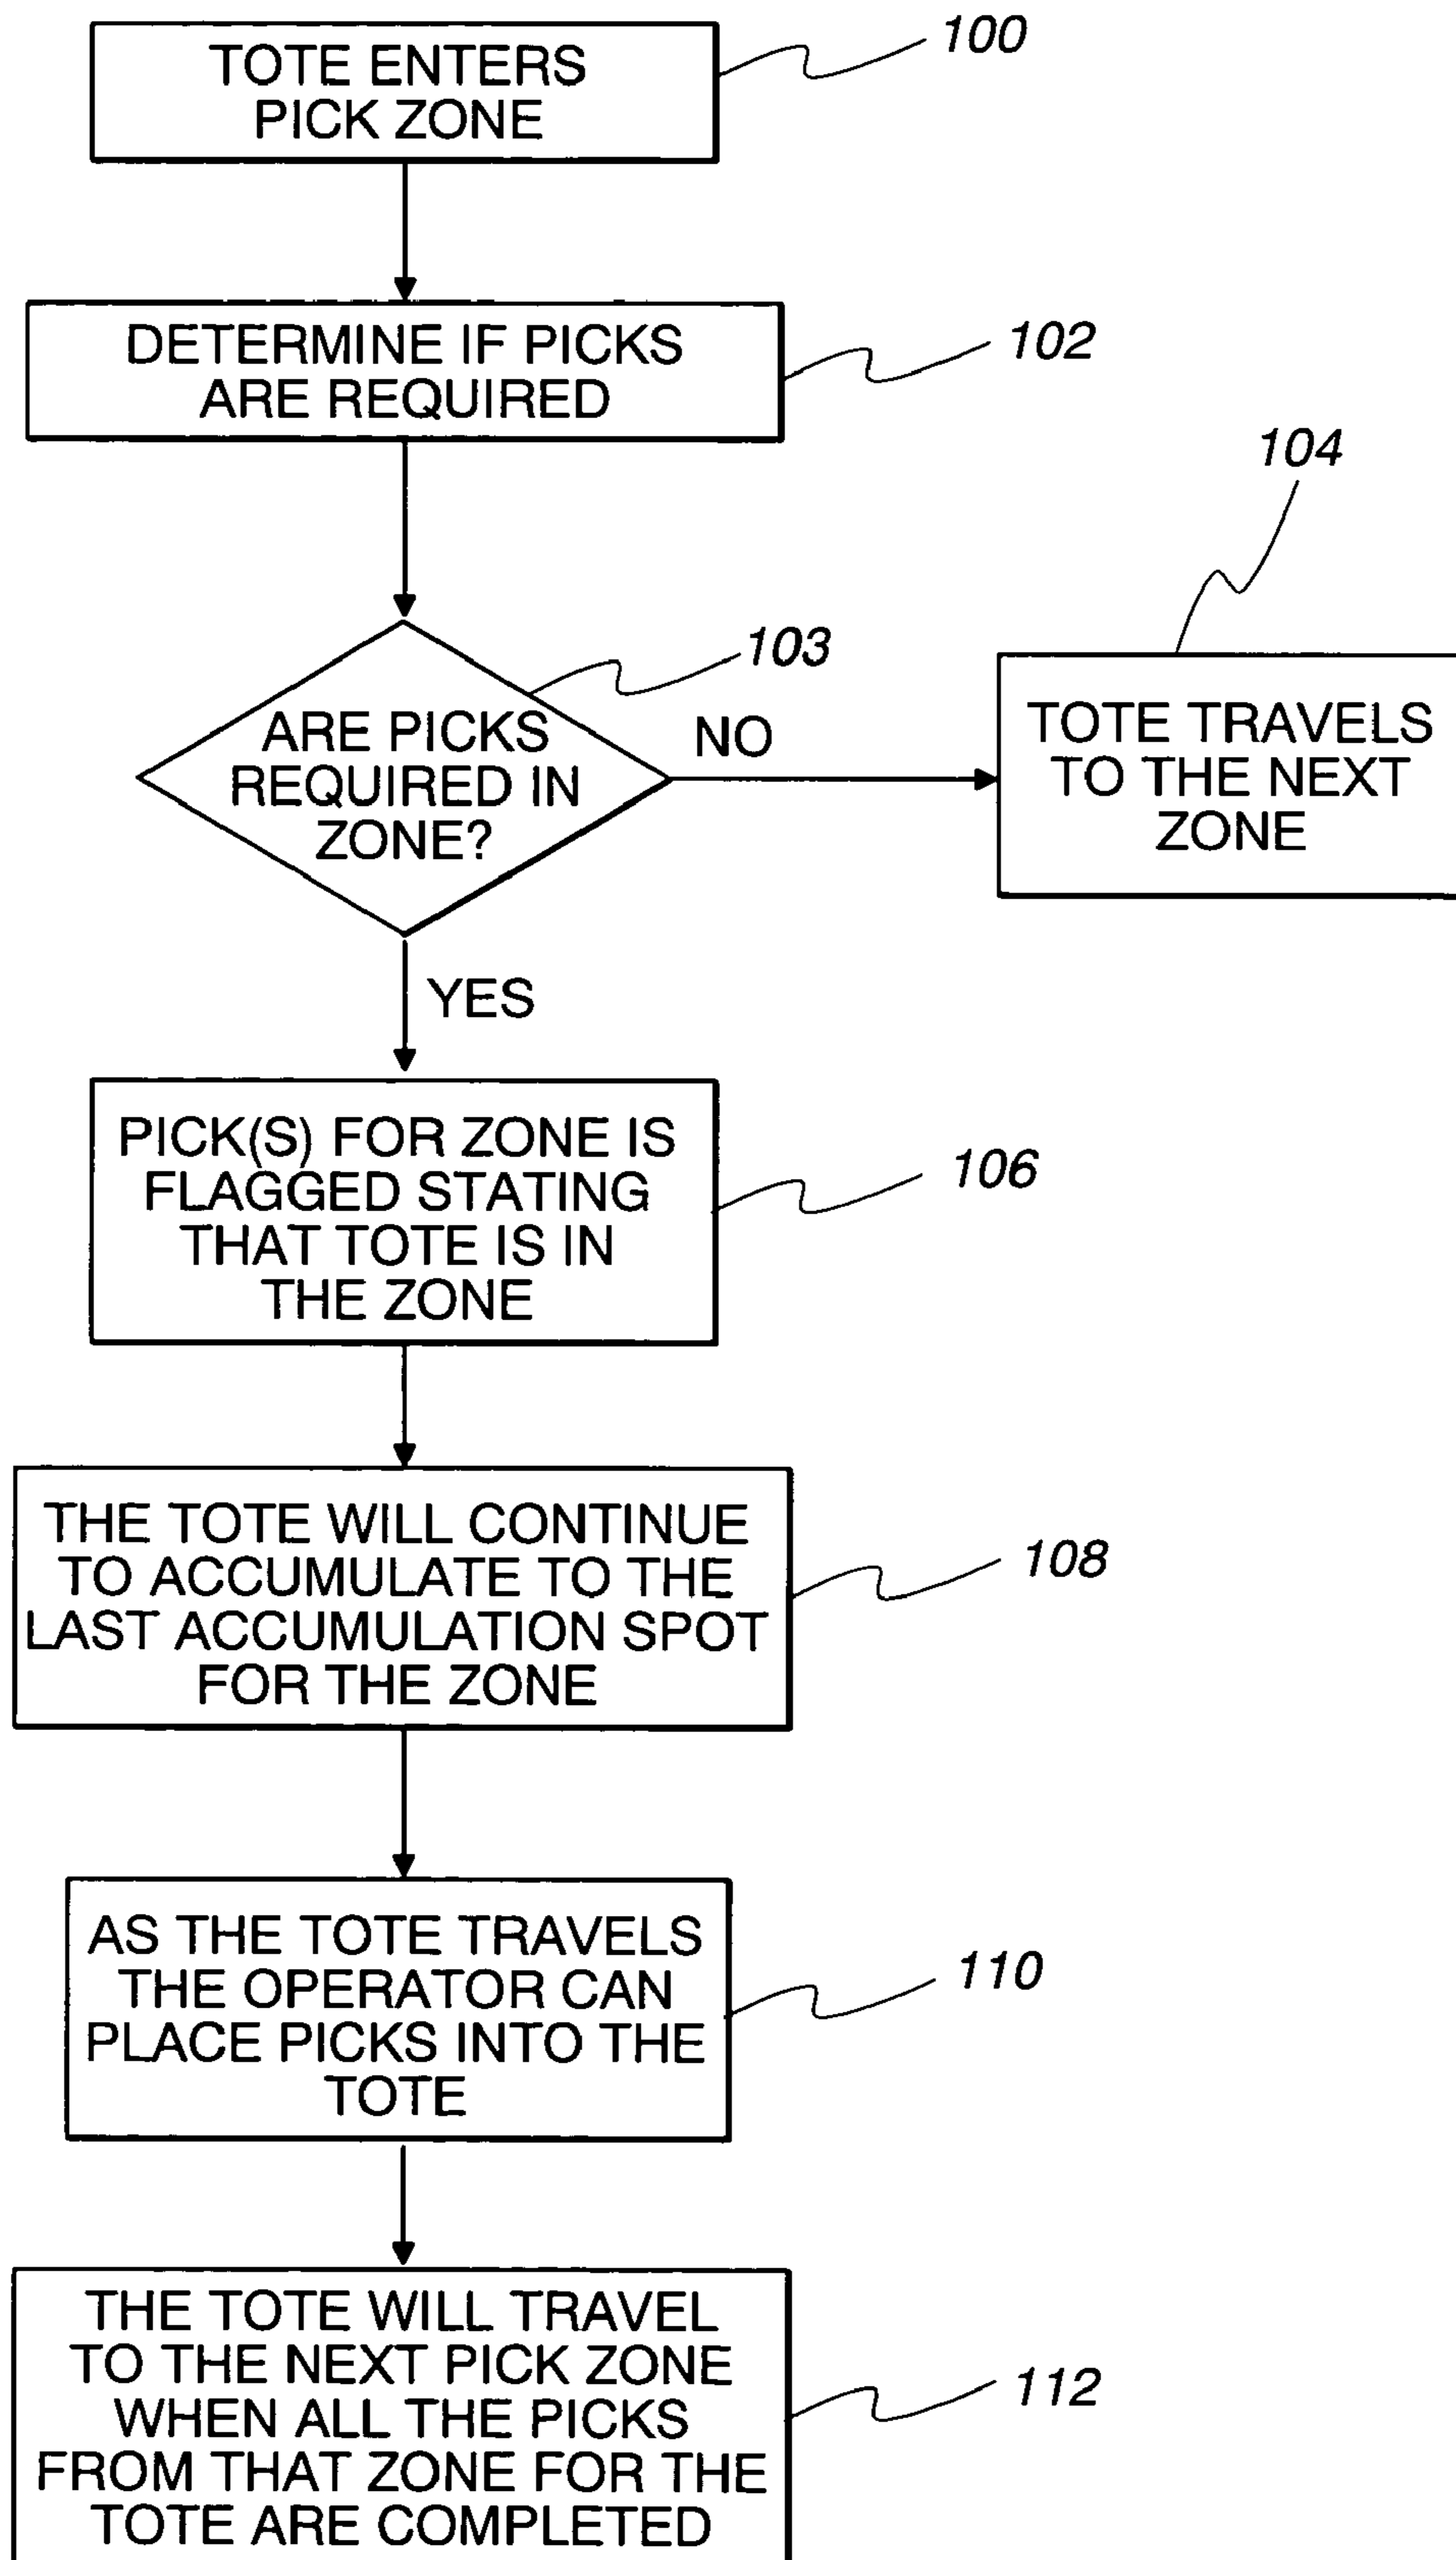 TOTE ENTERS
PICK ZONE
100
DETERMINE IF PICKS
ARE REQUIRED
102
104
103
ARE PICKS
REQUIRED IN
ZONE?
NO
TOTE TRAVELS
TO THE NEXT
ZONE
YES
PICK(S) FOR ZONE IS
FLAGGED STATING
THAT TOTE IS IN
THE ZONE
106
THE TOTE WILL CONTINUE
TO ACCUMULATE TO THE
LAST ACCUMULATION SPOT
FOR THE ZONE
108
AS THE TOTE TRAVELS
THE OPERATOR CAN
PLACE PICKS INTO THE
TOTE
110
THE TOTE WILL TRAVEL
TO THE NEXT PICK ZONE
WHEN ALL THE PICKS
FROM THAT ZONE FOR THE
TOTE ARE COMPLETED
112